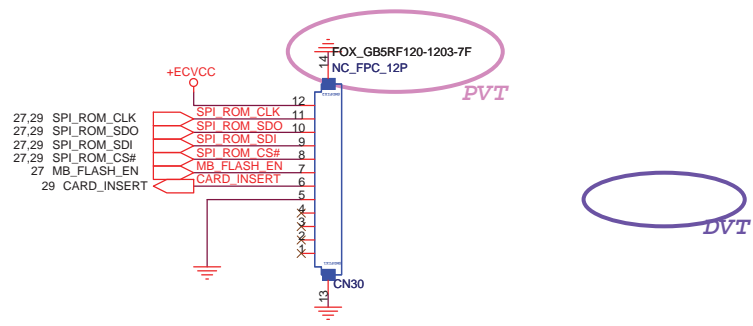 FOX_GB5RF120-1203-7F
14
NC_FPC_12P
+ECVCC
PVT
12
27,29 SPI_ROM_CLK SPI_ROM_CLK 11
27,29 SPI_ROM_SDO SPI_ROM_SDO 10
27,29 SPI_ROM_SDI SPI_ROM_SDI 9
27,29 SPI_ROM_CS# SPI_ROM_CS# 8
27 MB_FLASH_EN MB_FLASH_EN 7
29 CARD_INSERT CARD_INSERT 6
5
4
3
2
1
DVT
CN30
13